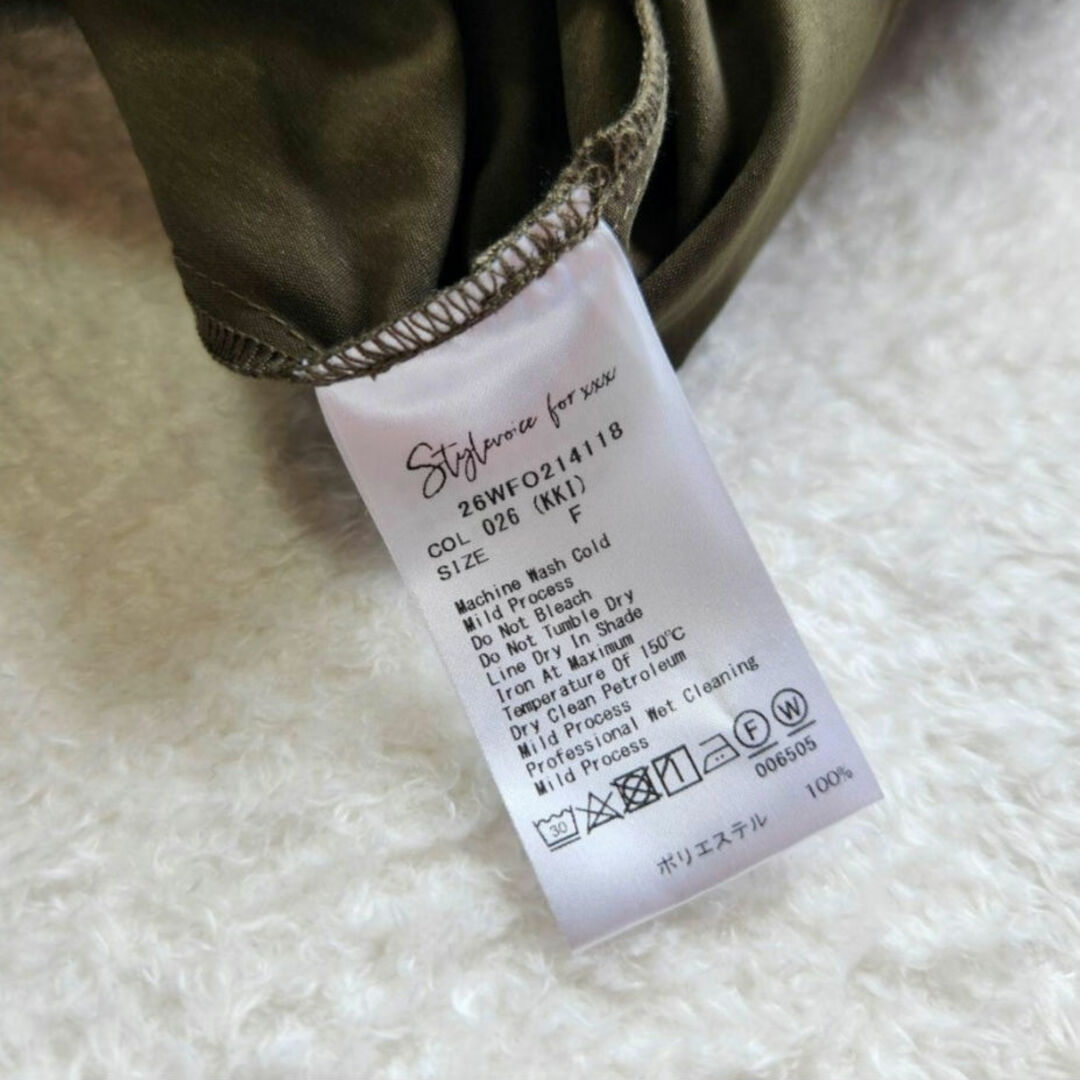 Stylevoice for xxx
26WFO214118
COL 026 (KKI)
SIZE F
Machine Wash Cold
Mild Process
Do Not Bleach
Do Not Tumble Dry
Line Dry In Shade
Iron At Maximum
Temperature Of 150℃
Dry Clean Petroleum
Mild Process
Professional Wet Cleaning
Mild Process
30 F W
006505
ポリエステル 100%